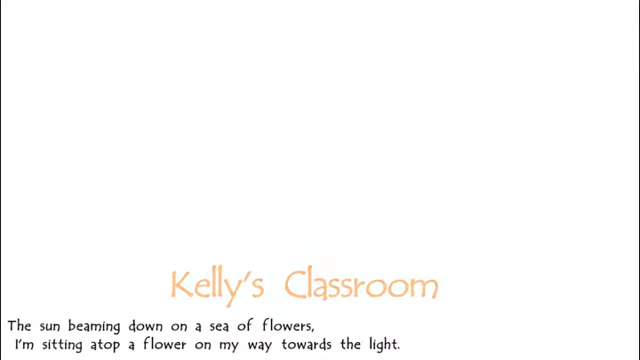 Kelly's Classroom
The sun beaming down on a sea of flowers,
I'm sitting atop a flower on my way towards the light.